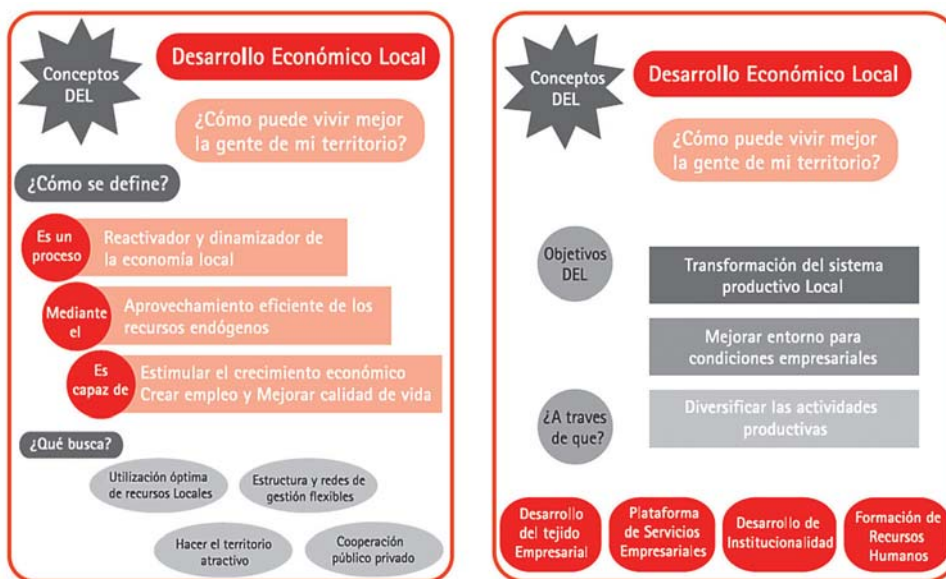 Conceptos
DEL
Desarrollo Económico Local
¿Cómo puede vivir mejor
la gente de mi territorio?
¿Cómo se define?
Es un
proceso
Reactivador y dinamizador de
la economía local
Mediante
el
Aprovechamiento eficiente de los
recursos endógenos
Es
capaz de
Estimular el crecimiento económico
Crear empleo y Mejorar calidad de vida
¿Qué busca?
Utilización óptima
de recursos Locales
Estructura y redes de
gestión flexibles
Hacer el territorio
atractivo
Cooperación
público privado
Conceptos
DEL
Desarrollo Económico Local
¿Cómo puede vivir mejor
la gente de mi territorio?
Objetivos
DEL
Transformación del sistema
productivo Local
Mejorar entorno para
condiciones empresariales
¿A traves
de que?
Diversificar las actividades
productivas
Desarrollo
del tejido
Empresarial
Plataforma
de Servicios
Empresariales
Desarrollo de
Institucionalidad
Formación de
Recursos
Humanos